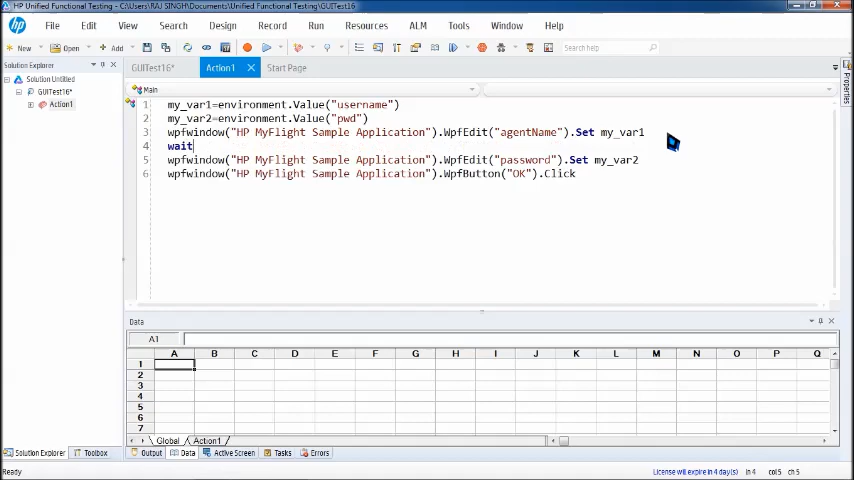 HP Unified Functional Testing - C:\Users\RAJ SINGH\Documents\Unified Functional Testing\GUITest16
hp File Edit View Search Design Record Run Resources ALM Tools Window Help
New Open Add Search help
Solution Explorer GUITest16* Action1 Start Page
Solution Untitled
GUITest16*
Action1
Main
Properties
1 my_var1=environment.Value("username")
2 my_var2=environment.Value("pwd")
3 wpfwindow("HP MyFlight Sample Application").WpfEdit("agentName").Set my_var1
4 wait
5 wpfwindow("HP MyFlight Sample Application").WpfEdit("password").Set my_var2
6 wpfwindow("HP MyFlight Sample Application").WpfButton("OK").Click
Data
A1
A B C D E F G H I J K L M N O P Q
1
2
3
4
5
6
7
Global Action1
Solution Explorer Toolbox Output Data Active Screen Tasks Errors
Ready License will expire in 4 day(s) ln 4 col 5 ch 5